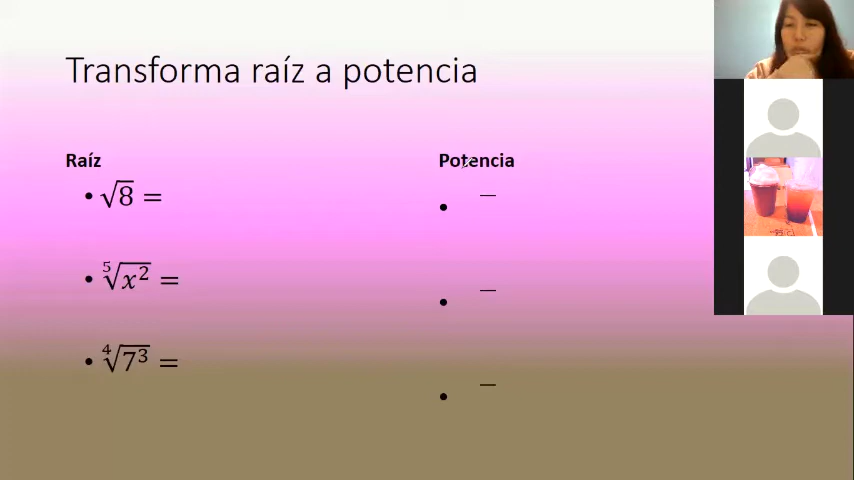 Transforma raíz a potencia
Raíz
• √8 =
• ⁵√x² =
• ⁴√7³ =
Potencia
• —
• —
• —